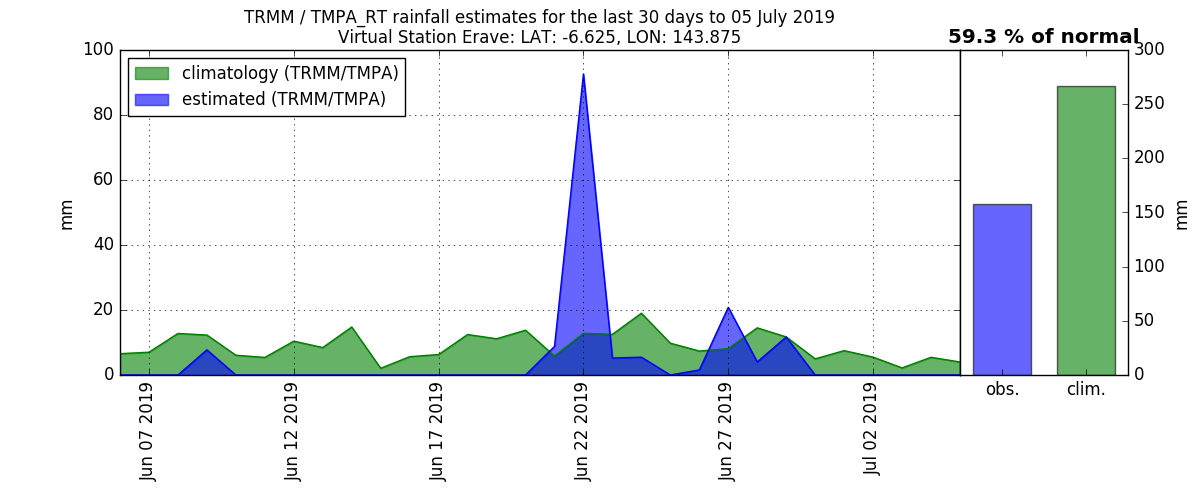 TRMM / TMPA_RT rainfall estimates for the last 30 days to 05 July 2019
Virtual Station Erave: LAT: -6.625, LON: 143.875
59.3 % of normal
climatology (TRMM/TMPA)
estimated (TRMM/TMPA)
100
80
60
40
20
0
mm
Jun 07 2019
Jun 12 2019
Jun 17 2019
Jun 22 2019
Jun 27 2019
Jul 02 2019
obs.
clim.
300
250
200
150
100
50
0
mm